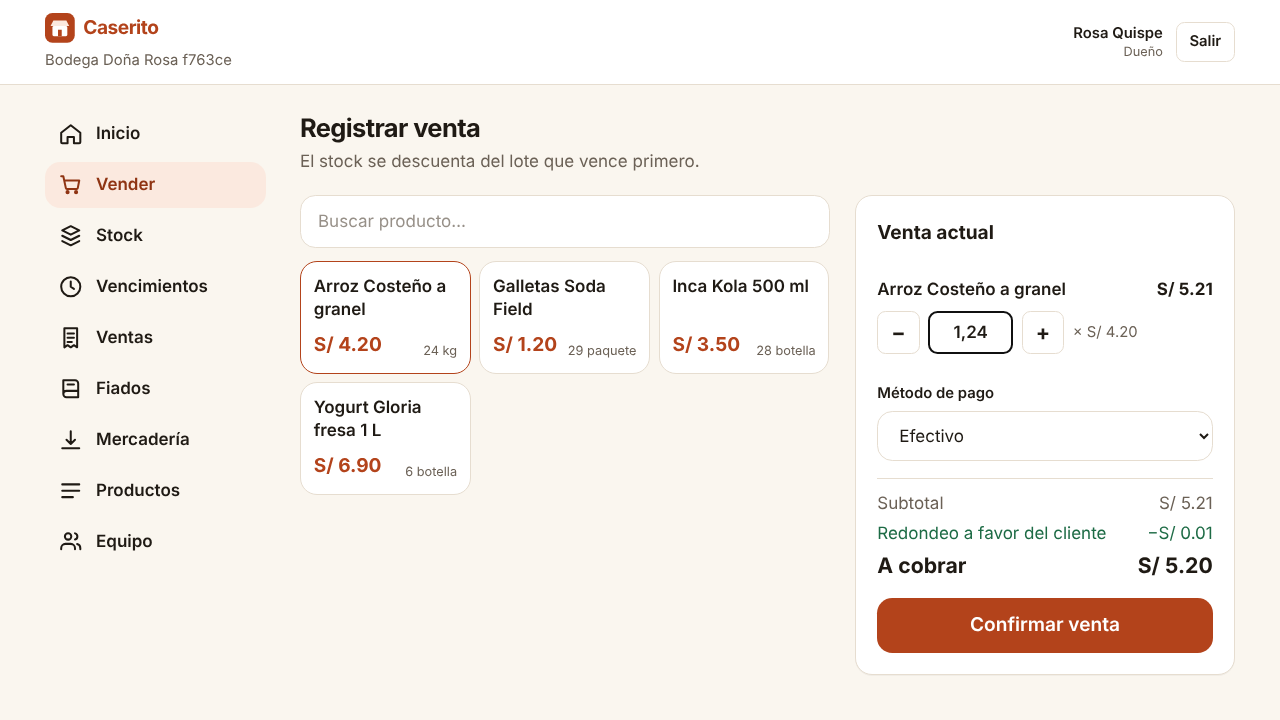 Caserito
Bodega Doña Rosa f763ce
Rosa Quispe
Dueño
Salir
Inicio
Vender
Stock
Vencimientos
Ventas
Fiados
Mercadería
Productos
Equipo
Registrar venta
El stock se descuenta del lote que vence primero.
Buscar producto...
Arroz Costeño a
granel
S/ 4.20
24 kg
Galletas Soda
Field
S/ 1.20
29 paquete
Inca Kola 500 ml
S/ 3.50
28 botella
Yogurt Gloria
fresa 1 L
S/ 6.90
6 botella
Venta actual
Arroz Costeño a granel S/ 5.21
− 1,24 + × S/ 4.20
Método de pago
Efectivo
Subtotal S/ 5.21
Redondeo a favor del cliente −S/ 0.01
A cobrar S/ 5.20
Confirmar venta